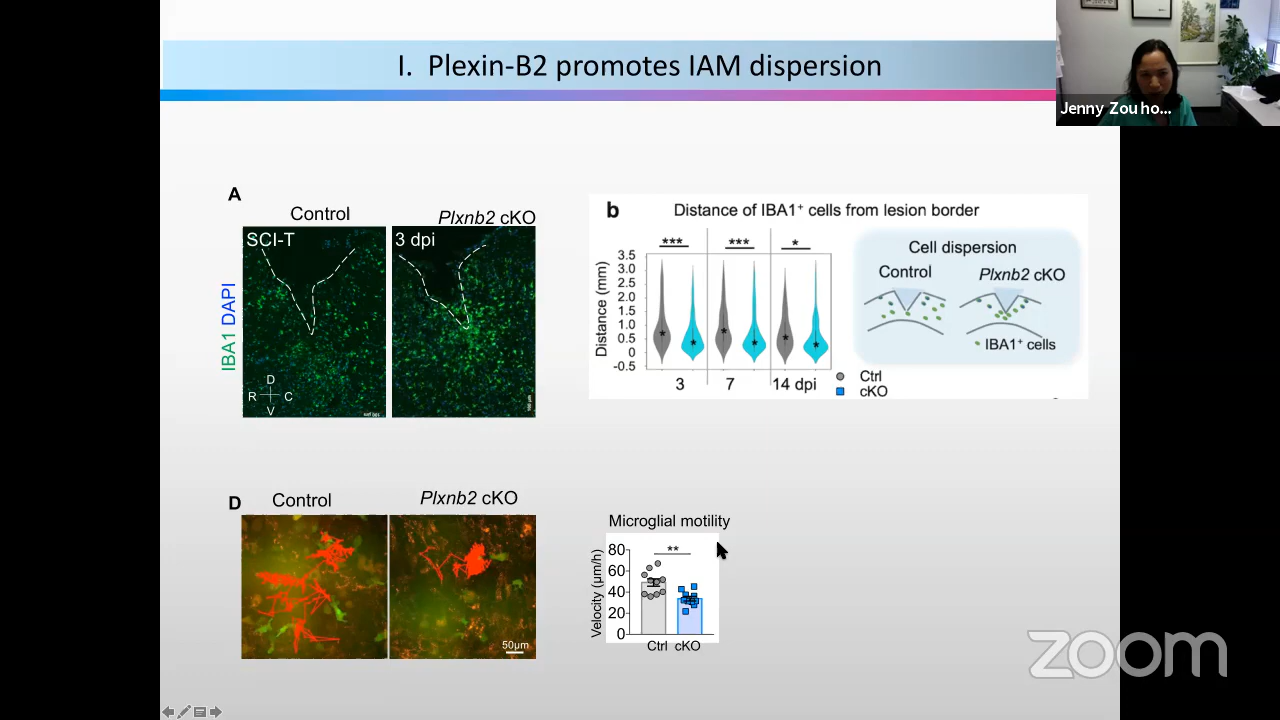 I. Plexin-B2 promotes IAM dispersion
Jenny Zou ho...
A
Control
Plxnb2 cKO
SCI-T
3 dpi
IBA1 DAPI
D
R C
V
b
Distance of IBA1+ cells from lesion border
*** *** *
Distance (mm)
3.5
3.0
2.5
2.0
1.5
1.0
0.5
0
-0.5
3 7 14 dpi
Ctrl
cKO
Cell dispersion
Control
Plxnb2 cKO
IBA1+ cells
D
Control
Plxnb2 cKO
50μm
Microglial motility
**
Velocity (μm/h)
80
60
40
20
0
Ctrl cKO
zoom